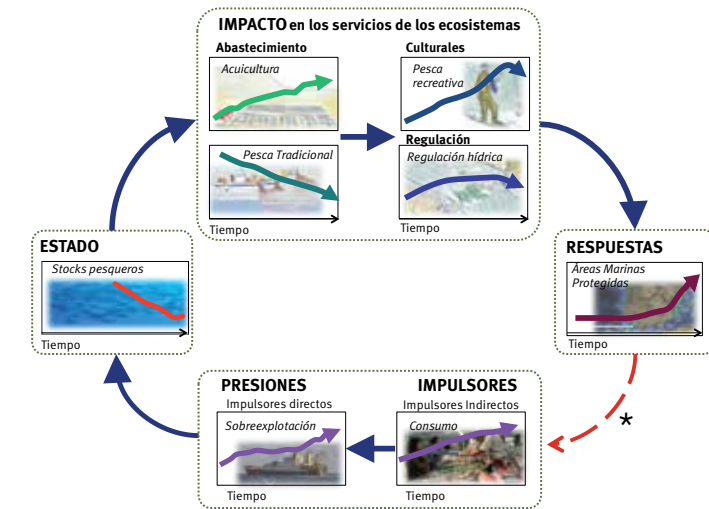 IMPACTO en los servicios de los ecosistemas
Abastecimiento
Culturales
Acuicultura
Pesca
recreativa
Regulación
Pesca Tradicional
Regulación hídrica
Tiempo
Tiempo
ESTADO
Stocks pesqueros
Tiempo
RESPUESTAS
Áreas Marinas
Protegidas
Tiempo
*
PRESIONES
IMPULSORES
Impulsores directos
Impulsores Indirectos
Sobreexplotación
Consumo
Tiempo
Tiempo